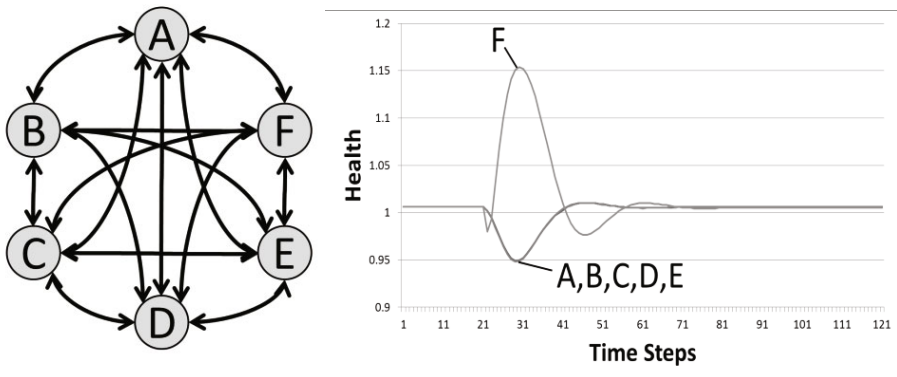 A
B
F
C
E
D
1.2
1.15
1.1
1.05
1
0.95
0.9
Health
F
A,B,C,D,E
1 11 21 31 41 51 61 71 81 91 101 111 121
Time Steps